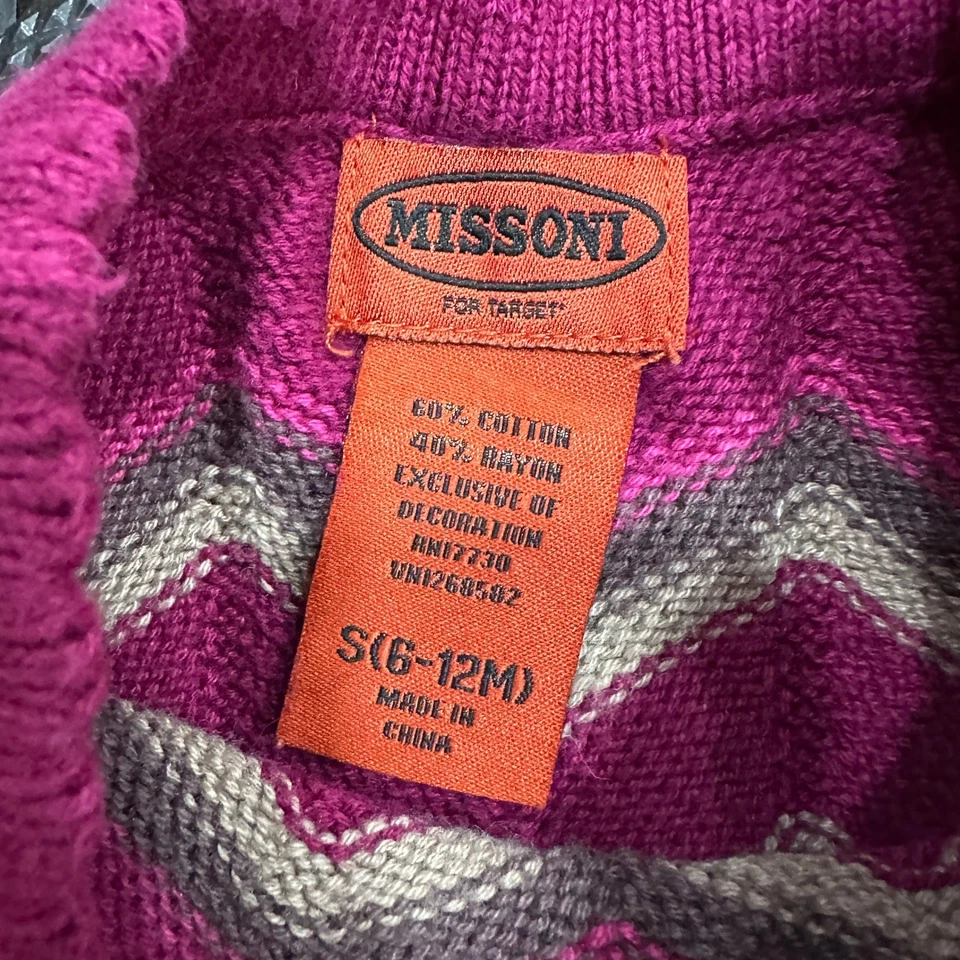 MISSONI
FOR TARGET
60% COTTON
40% RAYON
EXCLUSIVE OF
DECORATION
RN17730
VN1268582
S(6-12M)
MADE IN
CHINA